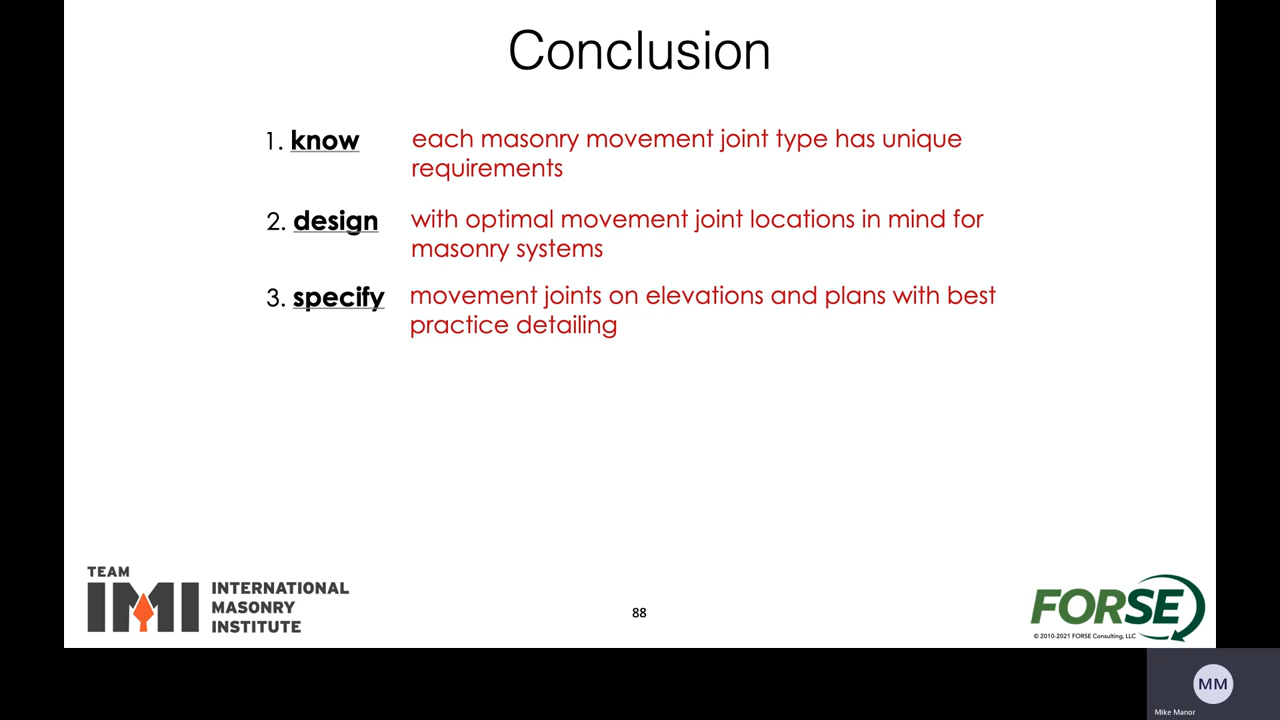 Conclusion
1. know each masonry movement joint type has unique
requirements
2. design with optimal movement joint locations in mind for
masonry systems
3. specify movement joints on elevations and plans with best
practice detailing
TEAM
IMI INTERNATIONAL
MASONRY
INSTITUTE
88
FORSE
© 2010-2021 FORSE Consulting, LLC
MM
Mike Manor